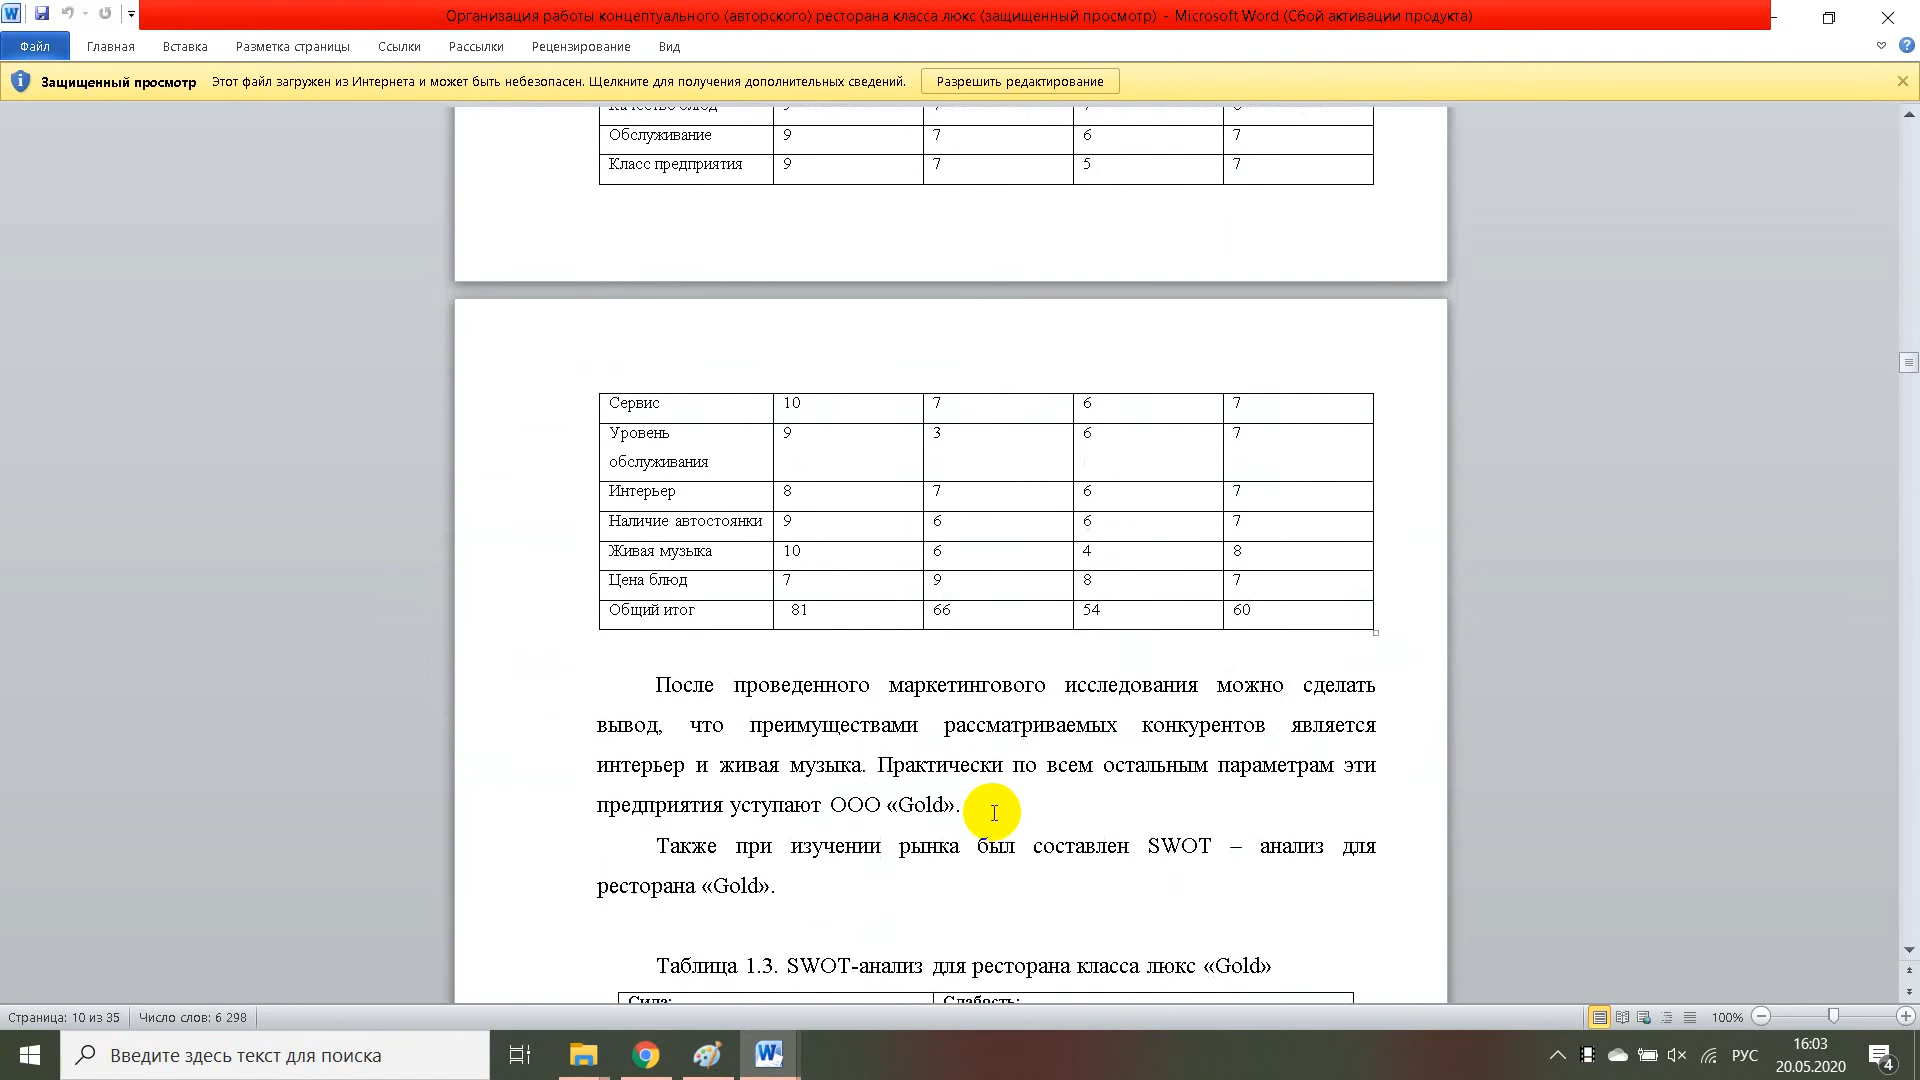 Организация работы концептуального (авторского) ресторана класса люкс (защищенный просмотр) - Microsoft Word (Сбой активации продукта)
Файл Главная Вставка Разметка страницы Ссылки Рассылки Рецензирование Вид
Защищенный просмотр Этот файл загружен из Интернета и может быть небезопасен. Щелкните для получения дополнительных сведений. Разрешить редактирование
Качество блюд 9 7 7
Обслуживание 9 7 6 7
Класс предприятия 9 7 5 7
Сервис 10 7 6 7
Уровень 9 3 6 7
обслуживания
Интерьер 8 7 6 7
Наличие автостоянки 9 6 6 7
Живая музыка 10 6 4 8
Цена блюд 7 9 8 7
Общий итог 81 66 54 60
После проведенного маркетингового исследования можно сделать
вывод, что преимуществами рассматриваемых конкурентов является
интерьер и живая музыка. Практически по всем остальным параметрам эти
предприятия уступают ООО «Gold».
Также при изучении рынка был составлен SWOT – анализ для
ресторана «Gold».
Таблица 1.3. SWOT-анализ для ресторана класса люкс «Gold»
Сила: Слабость:
Страница: 10 из 35 Число слов: 6 298 100%
Введите здесь текст для поиска РУС 16:03
20.05.2020 4